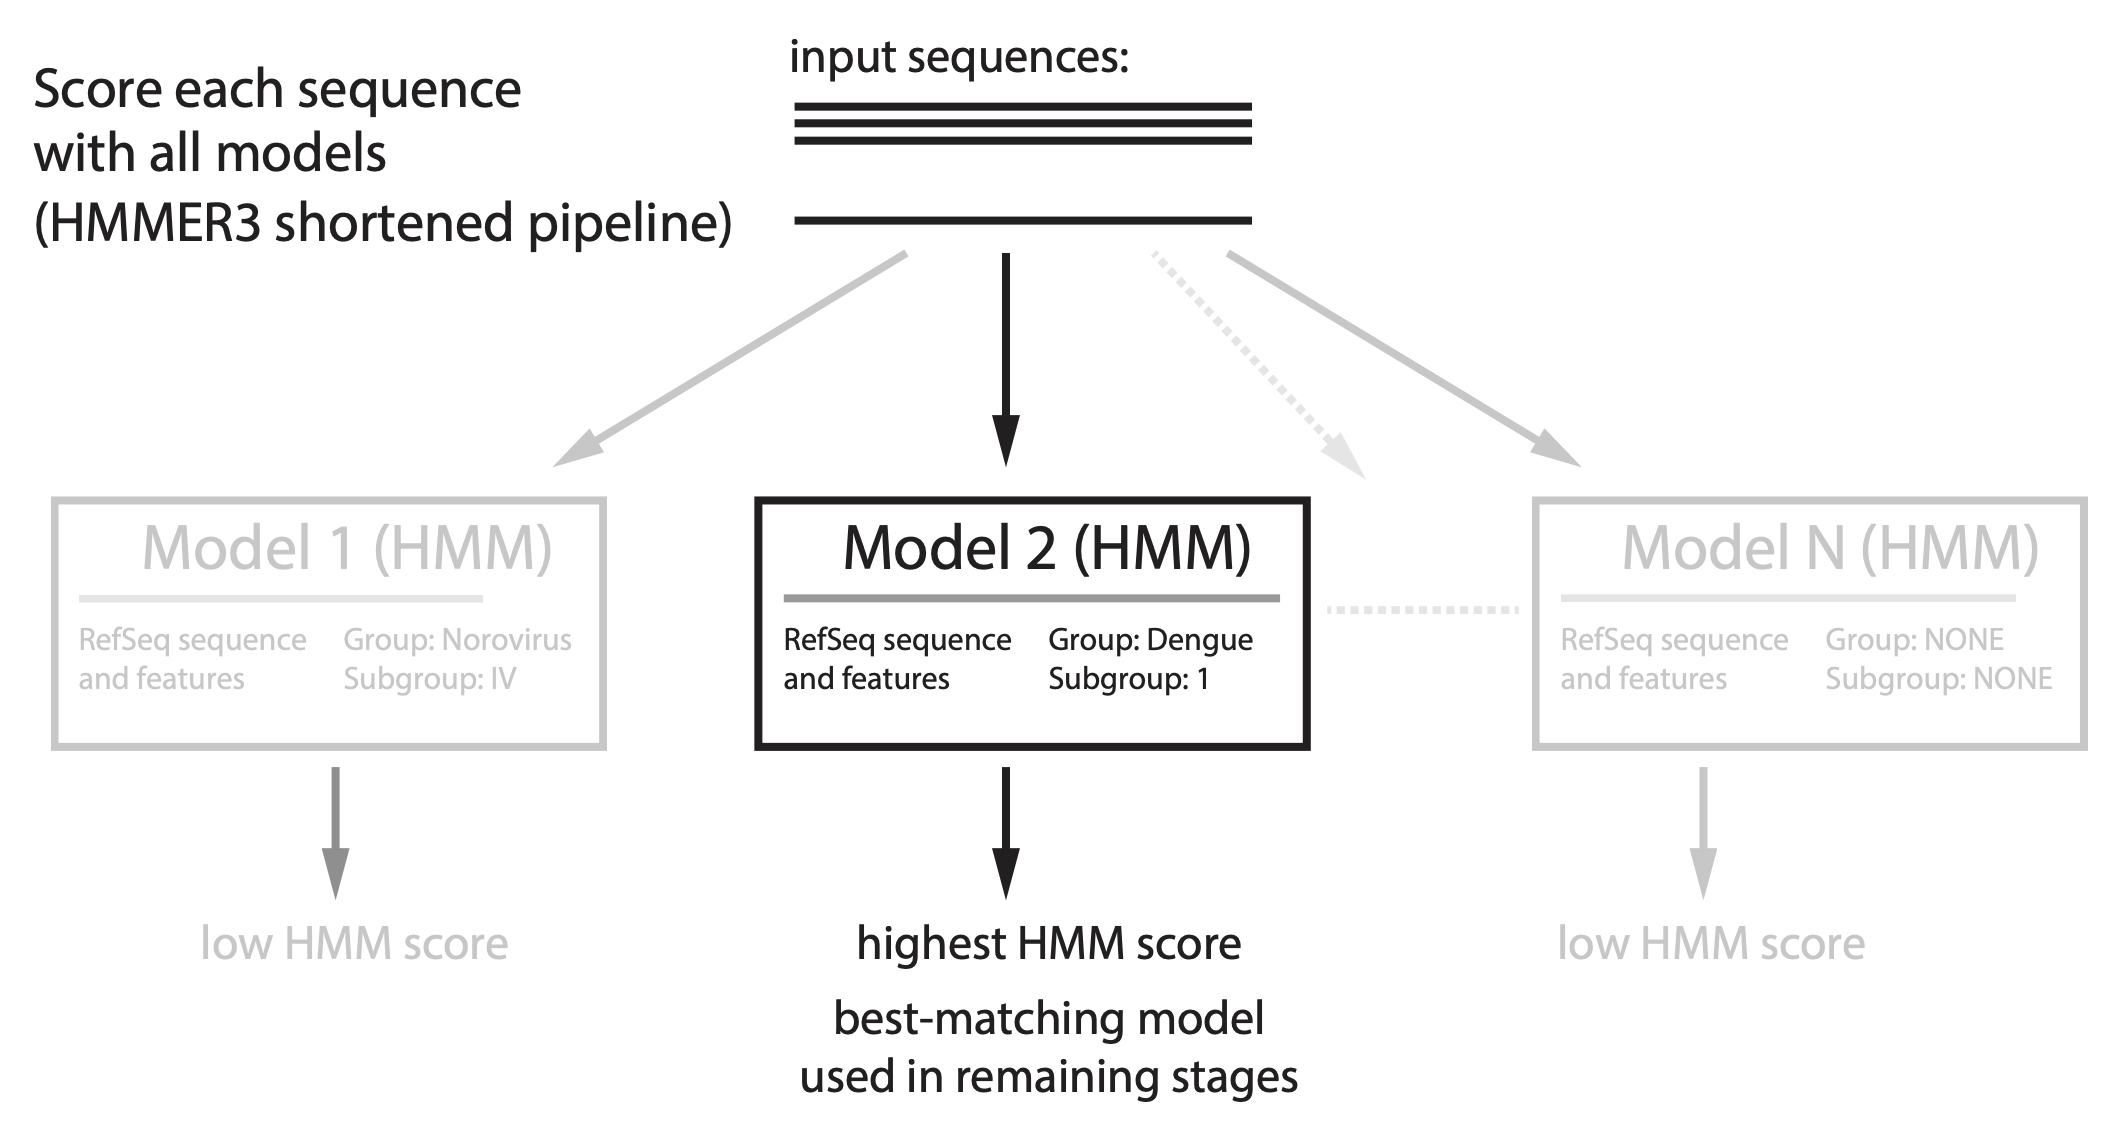 Score each sequence
with all models
(HMMER3 shortened pipeline)
input sequences:
Model 1 (HMM)
RefSeq sequence
and features
Group: Norovirus
Subgroup: IV
low HMM score
Model 2 (HMM)
RefSeq sequence
and features
Group: Dengue
Subgroup: 1
highest HMM score
best-matching model
used in remaining stages
Model N (HMM)
RefSeq sequence
and features
Group: NONE
Subgroup: NONE
low HMM score